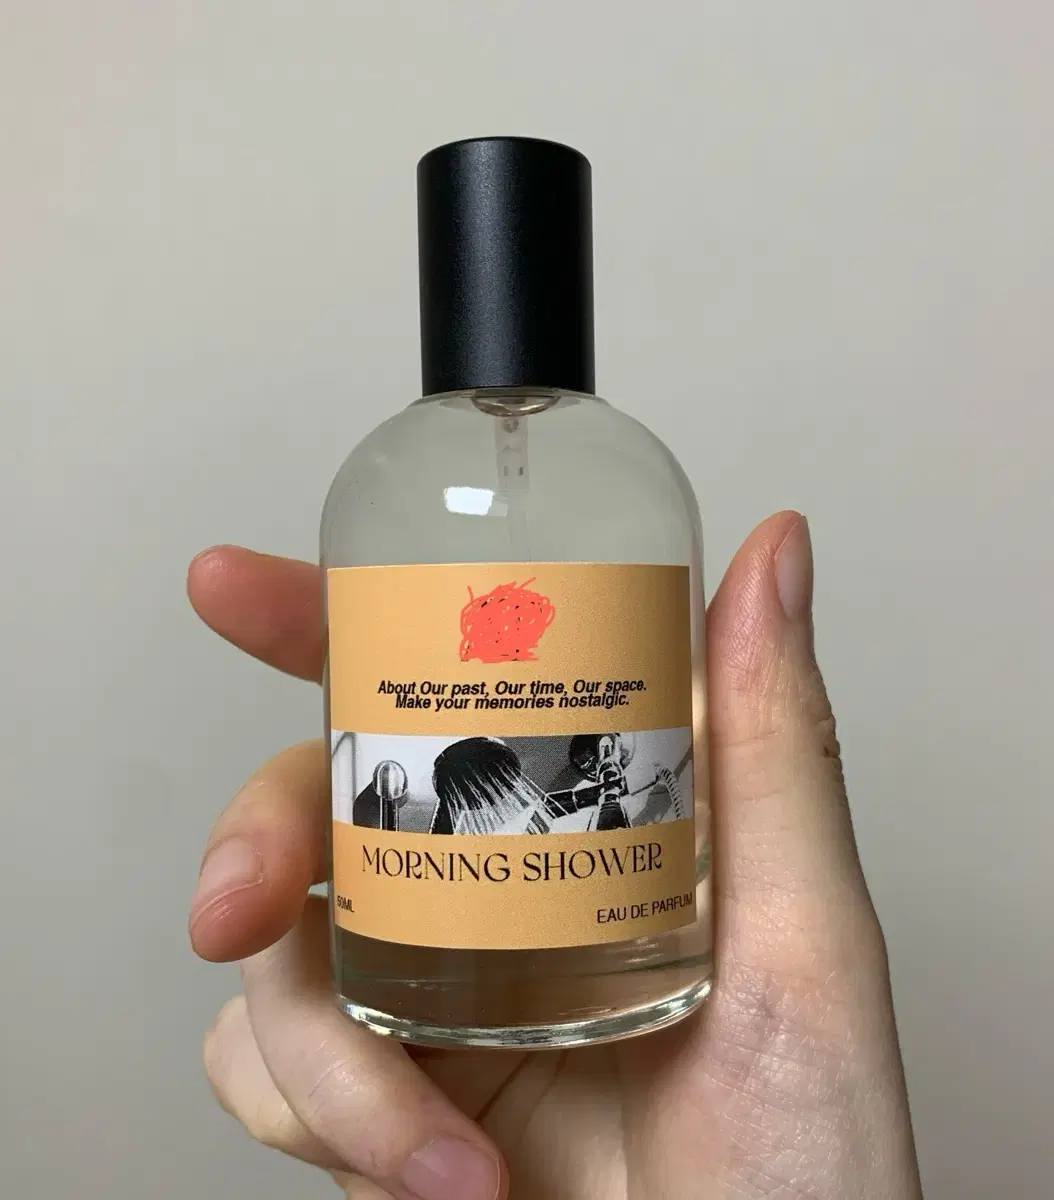 About Our past, Our time, Our space.
Make your memories nostalgic.
MORNING SHOWER
50ML
EAU DE PARFUM